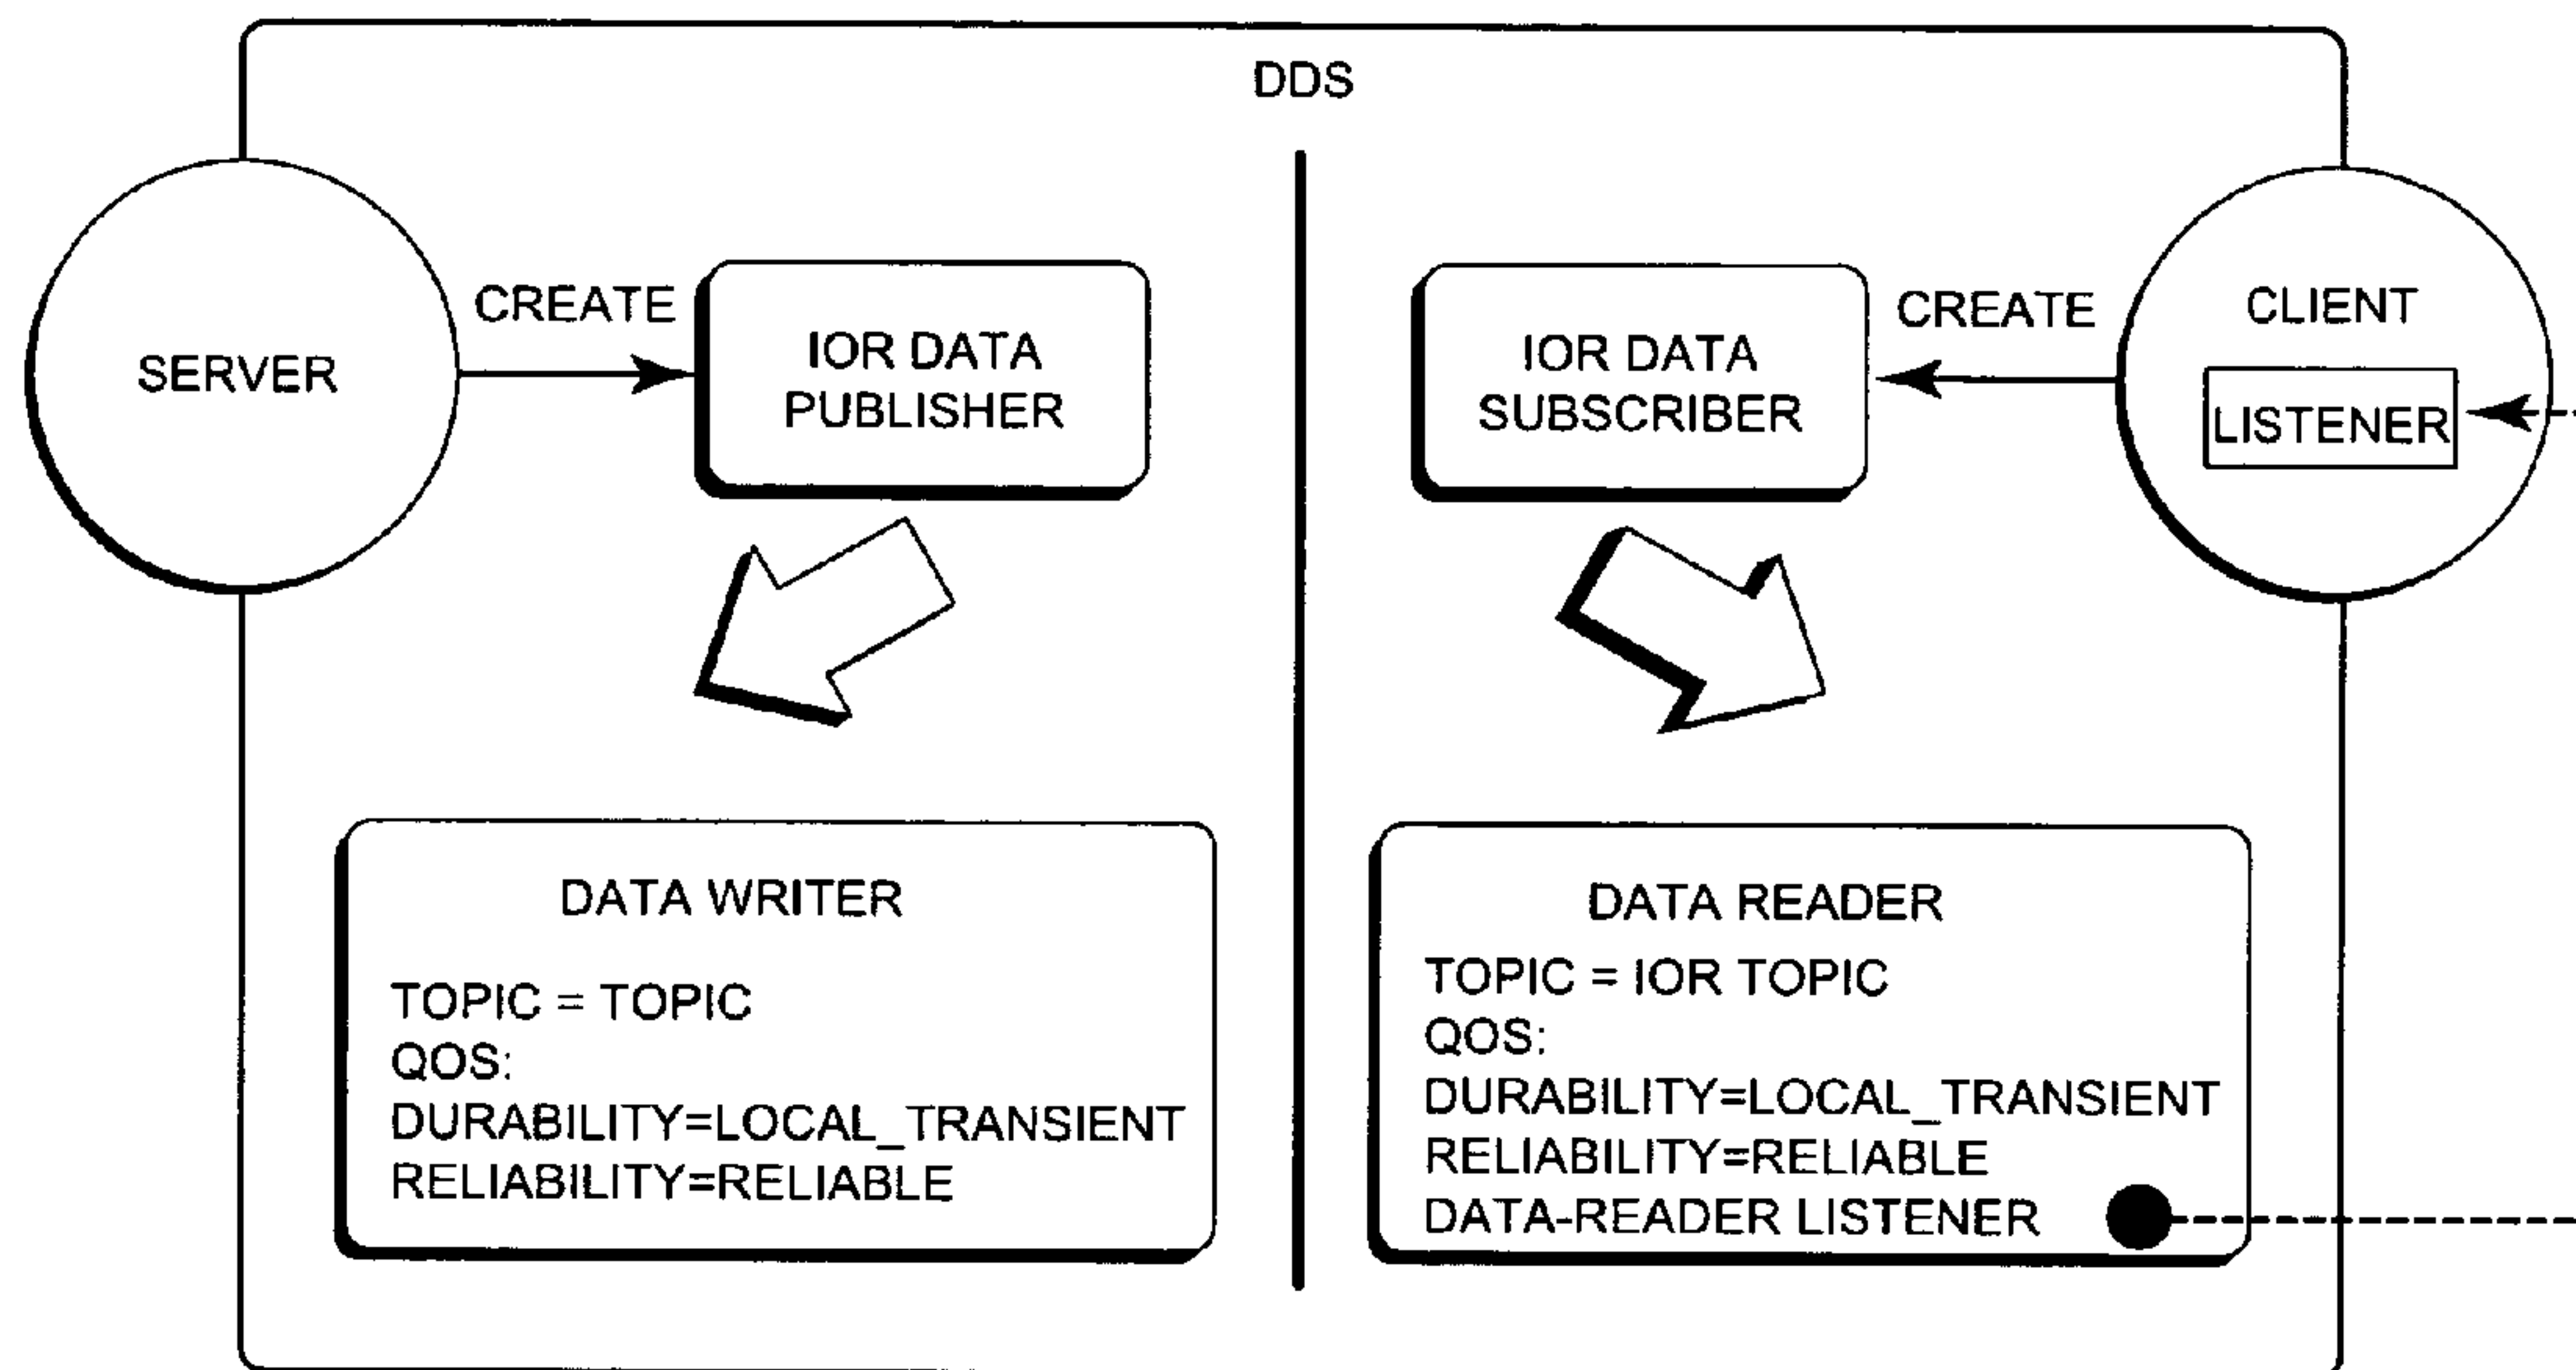 DDS
SERVER
CREATE
IOR DATA
PUBLISHER
IOR DATA
SUBSCRIBER
CREATE
CLIENT
LISTENER
DATA WRITER
TOPIC = TOPIC
QOS:
DURABILITY=LOCAL_TRANSIENT
RELIABILITY=RELIABLE
DATA READER
TOPIC = IOR TOPIC
QOS:
DURABILITY=LOCAL_TRANSIENT
RELIABILITY=RELIABLE
DATA-READER LISTENER